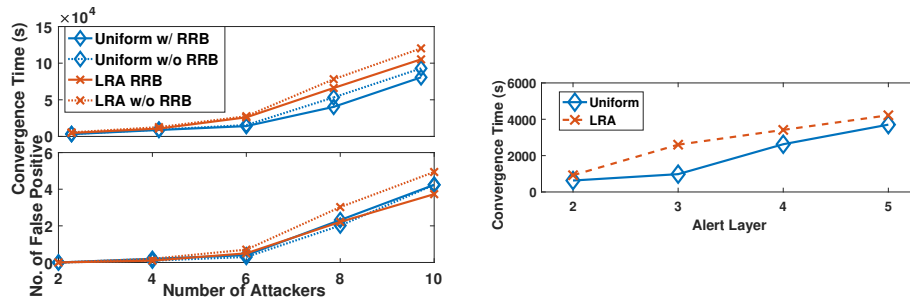 ×10⁴
15
10
5
0
Convergence Time (s)
Uniform w/ RRB
Uniform w/o RRB
LRA RRB
LRA w/o RRB
6
4
2
0
No. of False Positive
2 4 6 8 10
Number of Attackers
6000
4000
2000
0
Convergence Time (s)
Uniform
LRA
2 3 4 5
Alert Layer